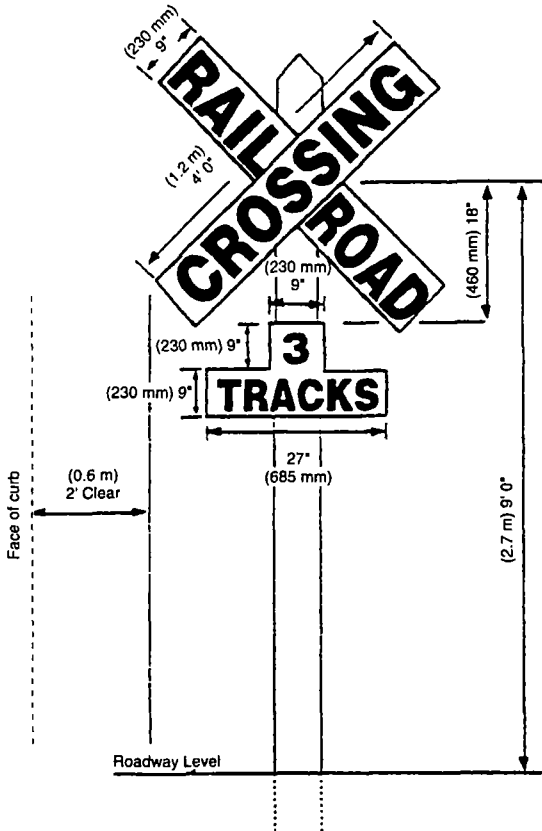 (230 mm)
9"
RAIL
ROAD
CROSSING
(1.2 m)
4' 0"
(460 mm) 18"
(230 mm)
9"
(230 mm) 9"
3
(230 mm) 9"
TRACKS
27"
(685 mm)
(0.6 m)
2' Clear
Face of curb
(2.7 m) 9' 0"
Roadway Level